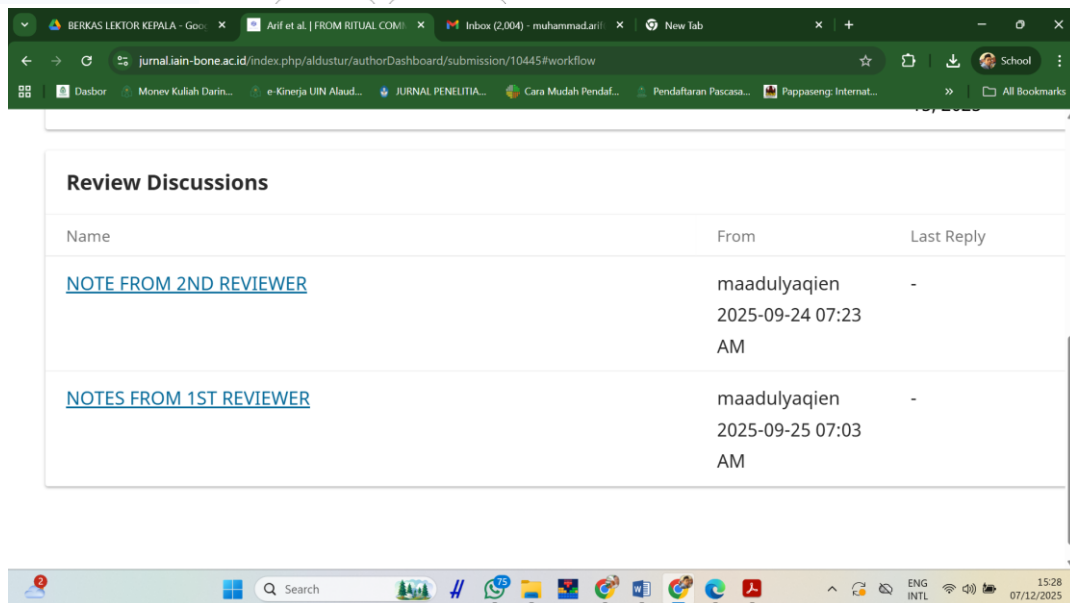 BERKAS LEKTOR KEPALA - Goo
Arif et al. | FROM RITUAL COMM
Inbox (2,004) - muhammad.arif
New Tab
jurnal.iain-bone.ac.id/index.php/aldustur/authorDashboard/submission/10445#workflow
School
Dasbor
Monev Kuliah Darin...
e-Kinerja UIN Alaud...
JURNAL PENELITIA...
Cara Mudah Pendaf...
Pendaftaran Pascasa...
Pappaseng: Internat...
»
All Bookmarks
Review Discussions
Name From Last Reply
NOTE FROM 2ND REVIEWER maadulyaqien -
2025-09-24 07:23
AM
NOTES FROM 1ST REVIEWER maadulyaqien -
2025-09-25 07:03
AM
2
Search
75
ENG
INTL
15:28
07/12/2025